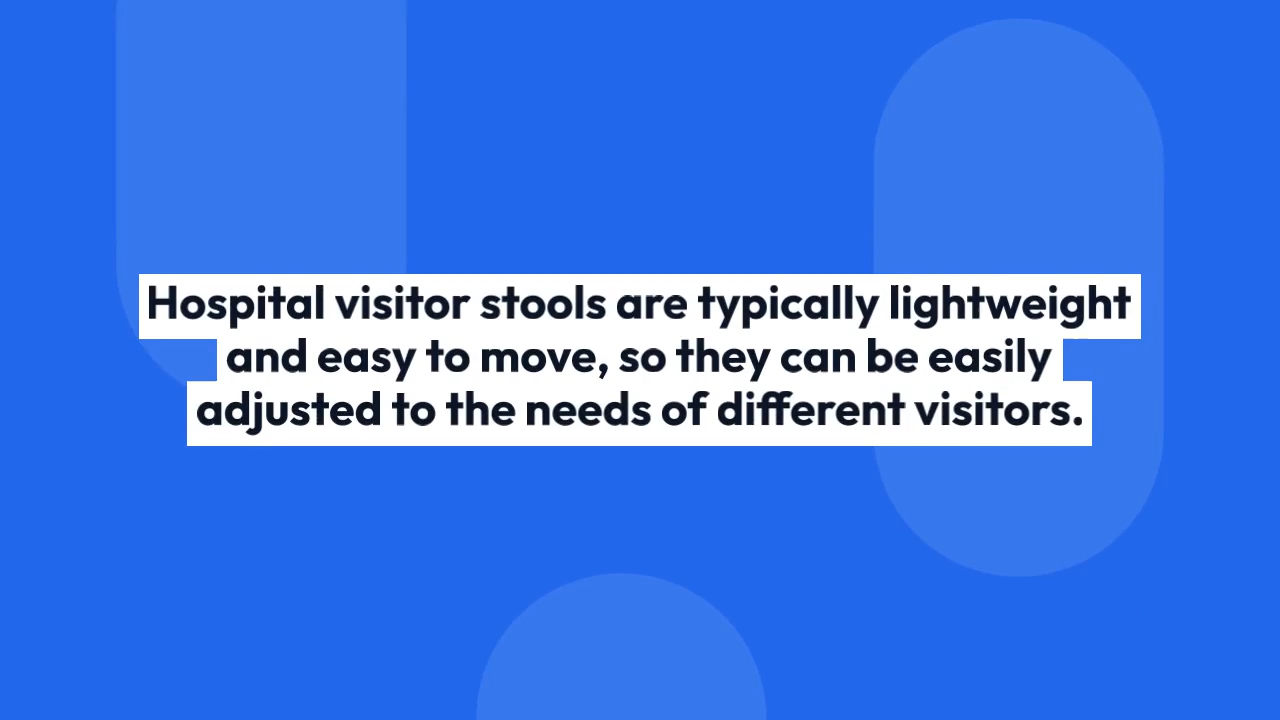 Hospital visitor stools are typically lightweight
and easy to move, so they can be easily
adjusted to the needs of different visitors.